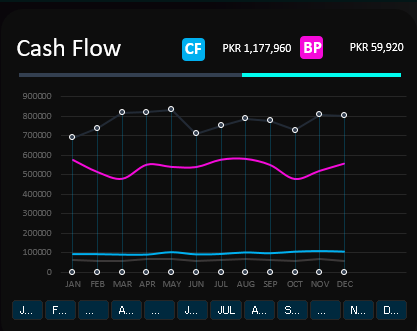 Cash Flow
CF
PKR 1,177,960
BP
PKR 59,920
900000
800000
700000
600000
500000
400000
300000
200000
100000
0
JAN FEB MAR APR MAY JUN JUL AUG SEP OCT NOV DEC
J... F... ... A... ... J... JUL A... S... ... N... D...